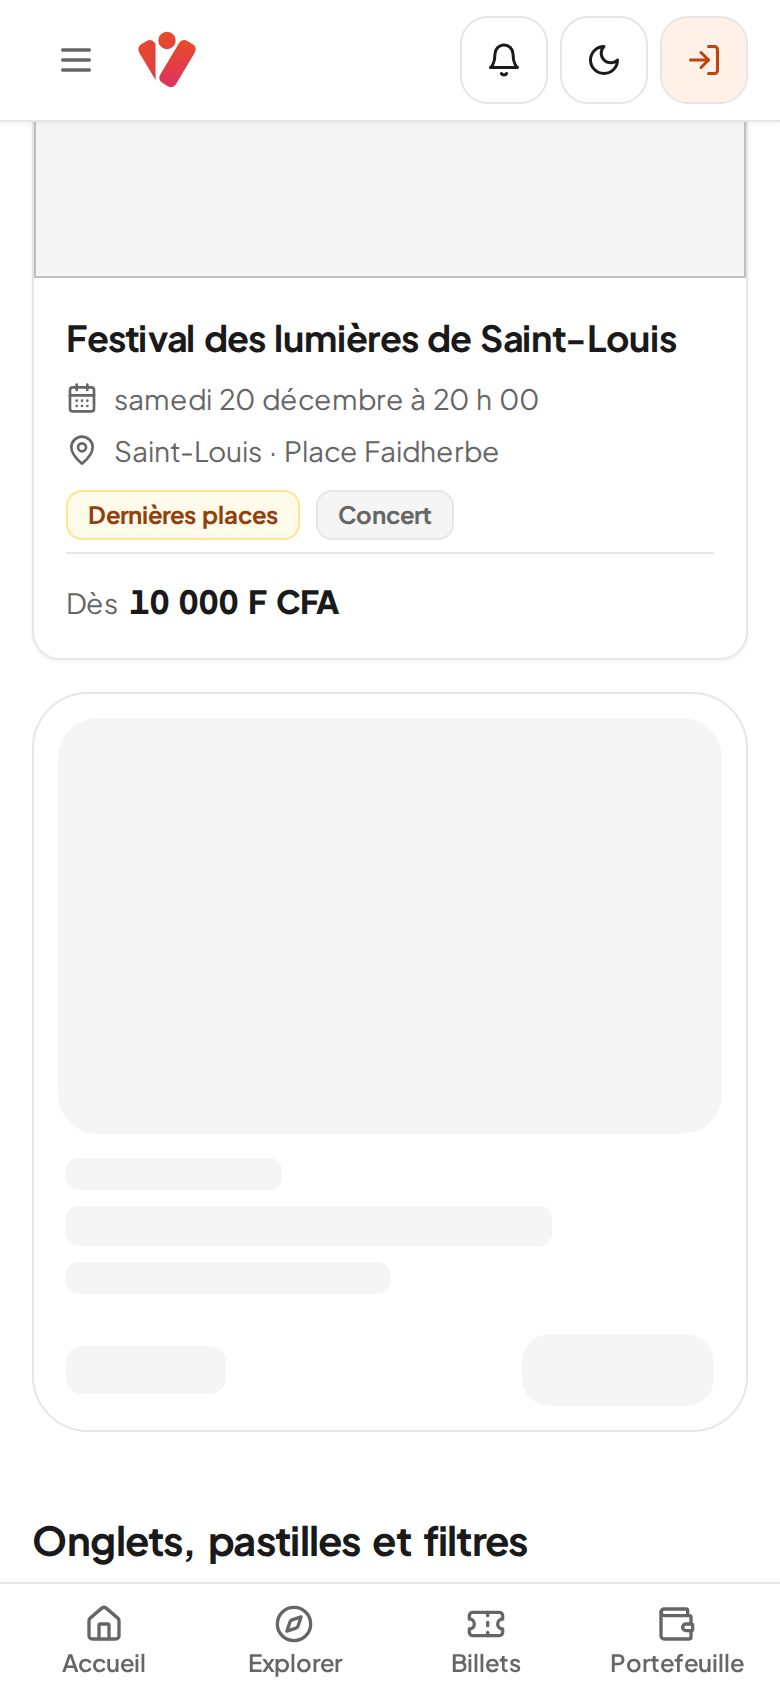 Festival des lumières de Saint-Louis
samedi 20 décembre à 20 h 00
Saint-Louis · Place Faidherbe
Dernières places
Concert
Dès 10 000 F CFA
Onglets, pastilles et filtres
Accueil
Explorer
Billets
Portefeuille